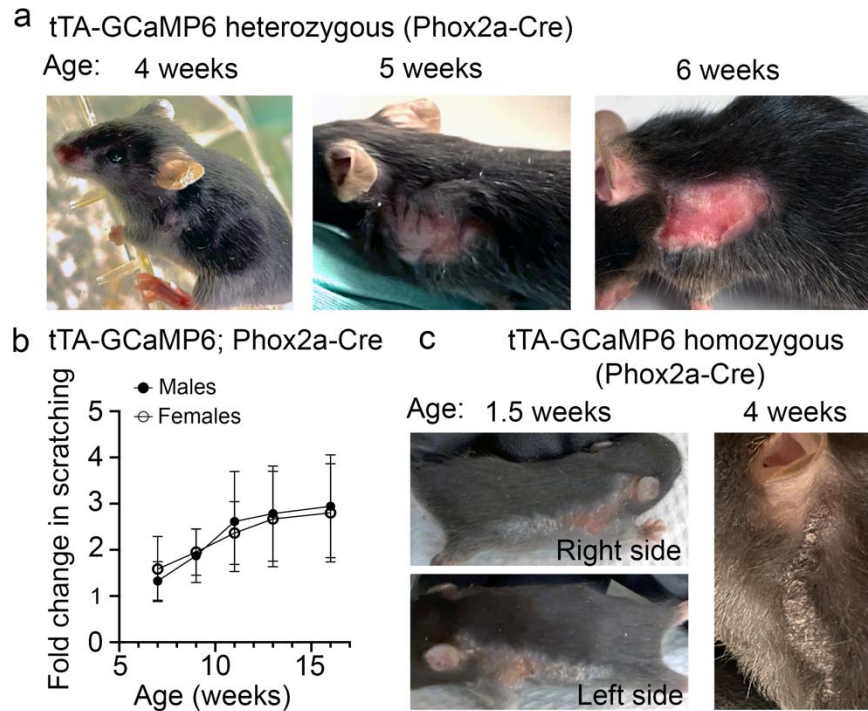 a
tTA-GCaMP6 heterozygous (Phox2a-Cre)
Age: 4 weeks 5 weeks 6 weeks
b tTA-GCaMP6; Phox2a-Cre
Fold change in scratching
Males
Females
5
4
3
2
1
0
5 10 15
Age (weeks)
c tTA-GCaMP6 homozygous
(Phox2a-Cre)
Age: 1.5 weeks 4 weeks
Right side
Left side